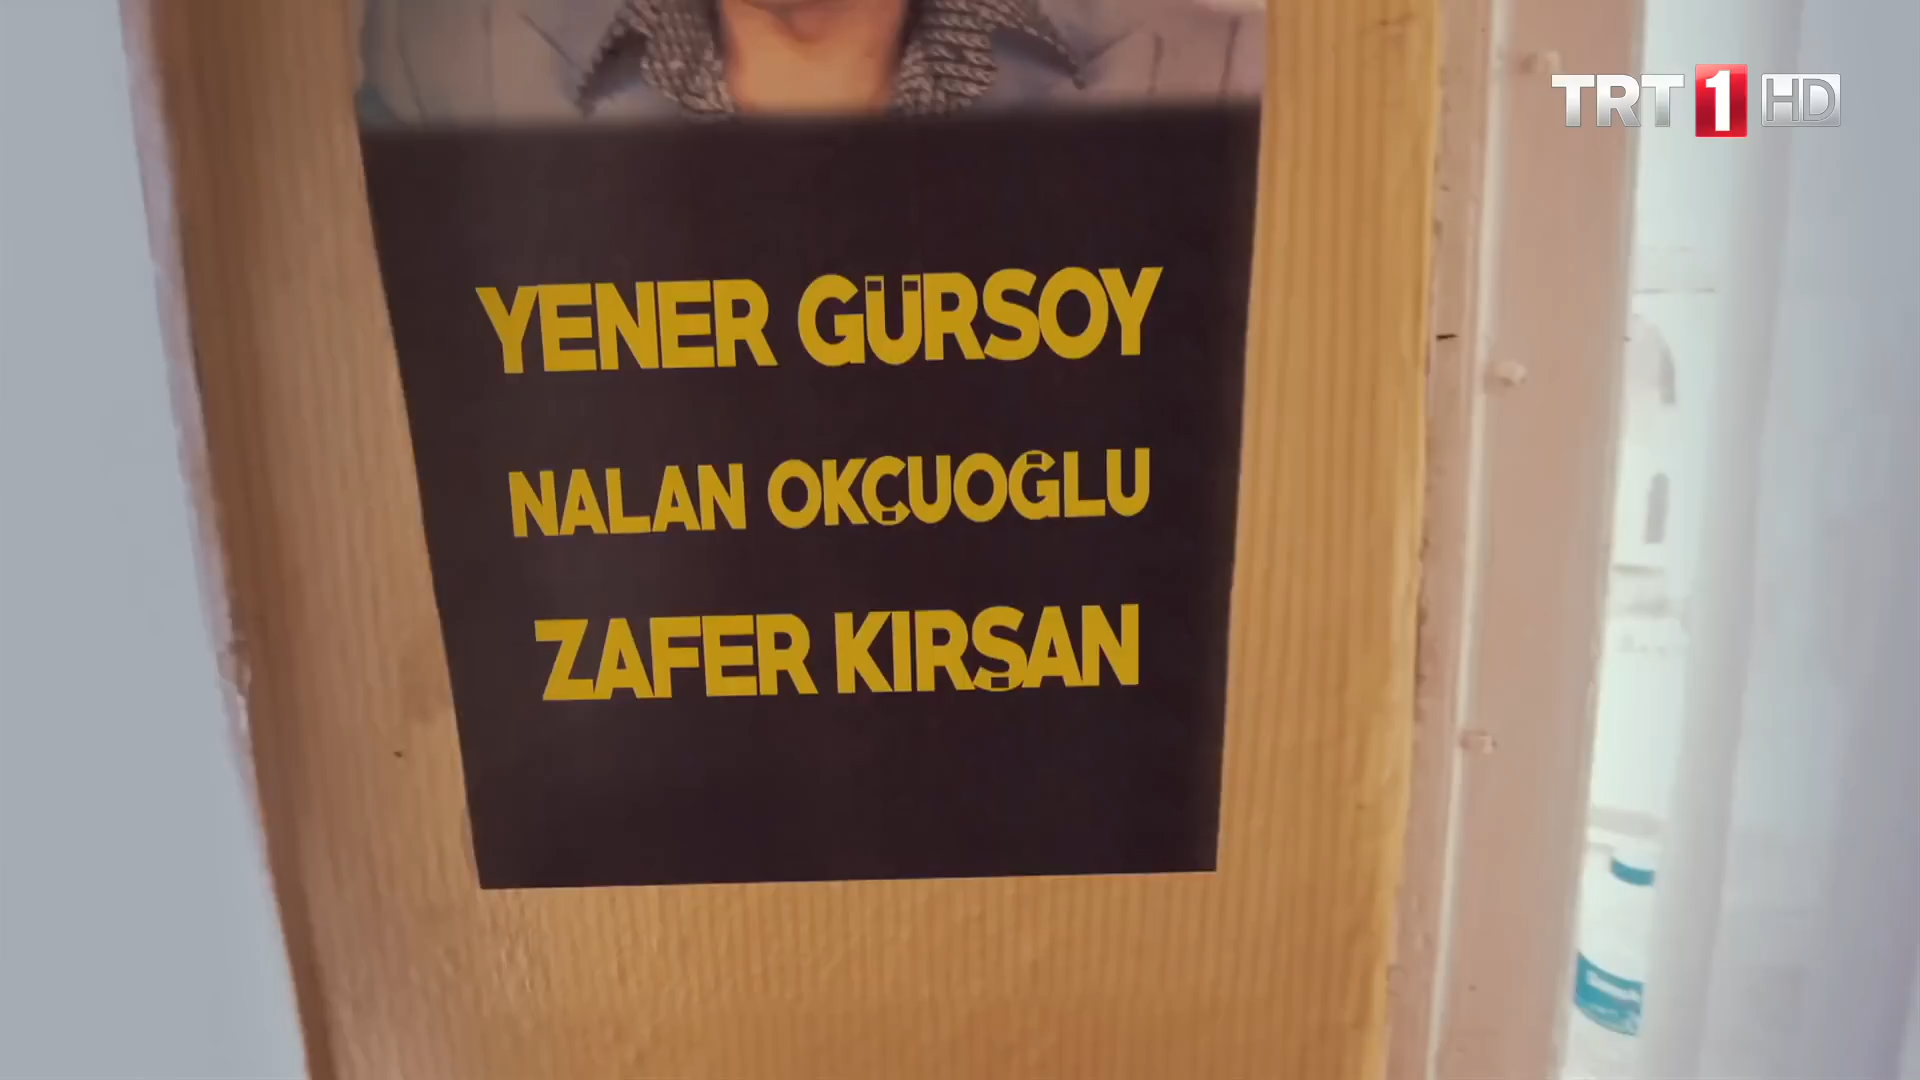 TRT 1 HD
YENER GÜRSOY
NALAN OKÇUOĞLU
ZAFER KIRŞAN